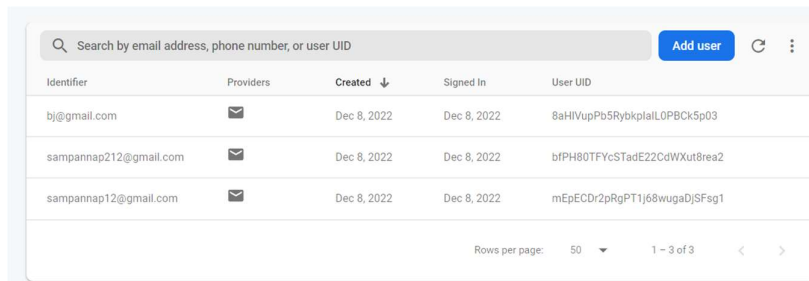 Search by email address, phone number, or user UID Add user
Identifier Providers Created Signed In User UID
bj@gmail.com Dec 8, 2022 Dec 8, 2022 8aHIVupPb5RybkpIaIL0PBCk5p03
sampannap212@gmail.com Dec 8, 2022 Dec 8, 2022 bfPH80TFYcSTadE22CdWXut8rea2
sampannap12@gmail.com Dec 8, 2022 Dec 8, 2022 mEpECDr2pRgPT1j68wugaDjSFsg1
Rows per page: 50 1 – 3 of 3